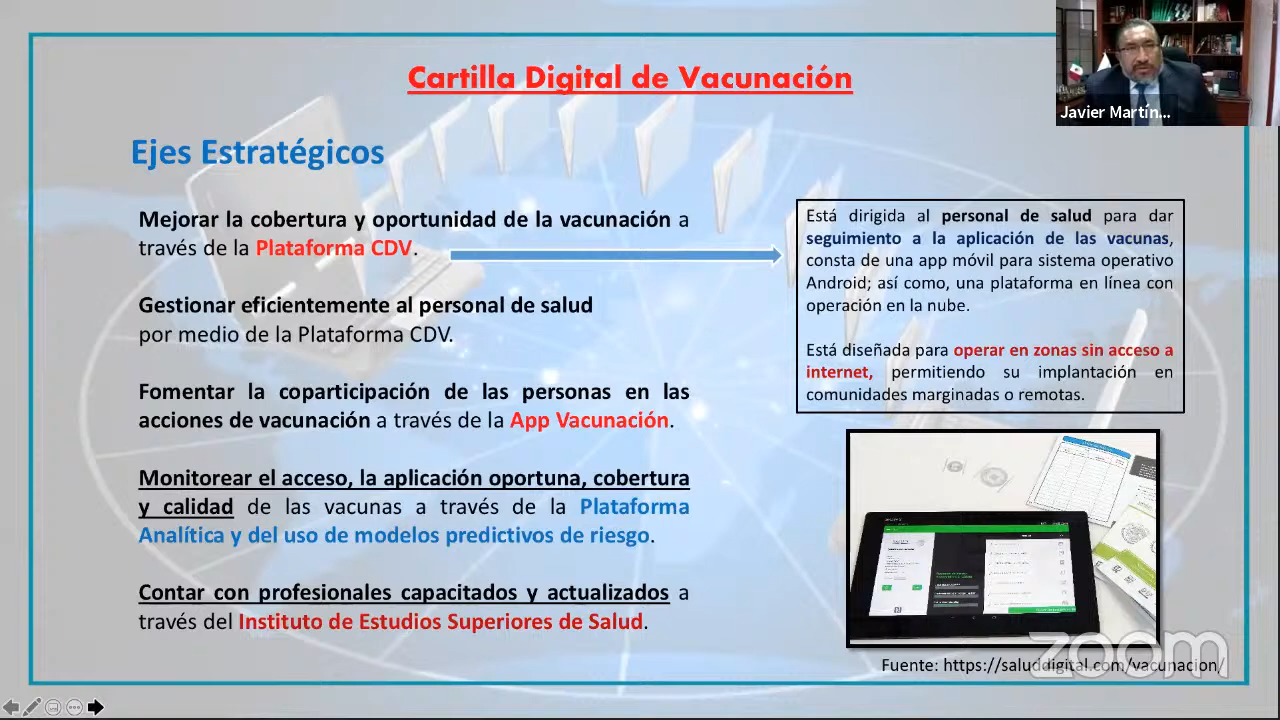 Cartilla Digital de Vacunación
Javier Martín...
Ejes Estratégicos
Mejorar la cobertura y oportunidad de la vacunación a
través de la Plataforma CDV.
Gestionar eficientemente al personal de salud
por medio de la Plataforma CDV.
Fomentar la coparticipación de las personas en las
acciones de vacunación a través de la App Vacunación.
Monitorear el acceso, la aplicación oportuna, cobertura
y calidad de las vacunas a través de la Plataforma
Analítica y del uso de modelos predictivos de riesgo.
Contar con profesionales capacitados y actualizados a
través del Instituto de Estudios Superiores de Salud.
Está dirigida al personal de salud para dar
seguimiento a la aplicación de las vacunas,
consta de una app móvil para sistema operativo
Android; así como, una plataforma en línea con
operación en la nube.
Está diseñada para operar en zonas sin acceso a
internet, permitiendo su implantación en
comunidades marginadas o remotas.
zoom
Fuente: https://saluddigital.com/vacunacion/